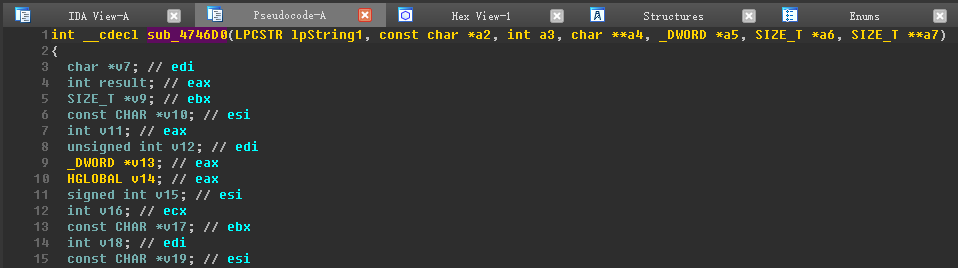 IDA View-A Pseudocode-A Hex View-1 Structures Enums
1 int __cdecl sub_4746D0(LPCSTR lpString1, const char *a2, int a3, char **a4, _DWORD *a5, SIZE_T *a6, SIZE_T **a7)
2 {
3 char *v7; // edi
4 int result; // eax
5 SIZE_T *v9; // ebx
6 const CHAR *v10; // esi
7 int v11; // eax
8 unsigned int v12; // edi
9 _DWORD *v13; // eax
10 HGLOBAL v14; // eax
11 signed int v15; // esi
12 int v16; // ecx
13 const CHAR *v17; // ebx
14 int v18; // edi
15 const CHAR *v19; // esi